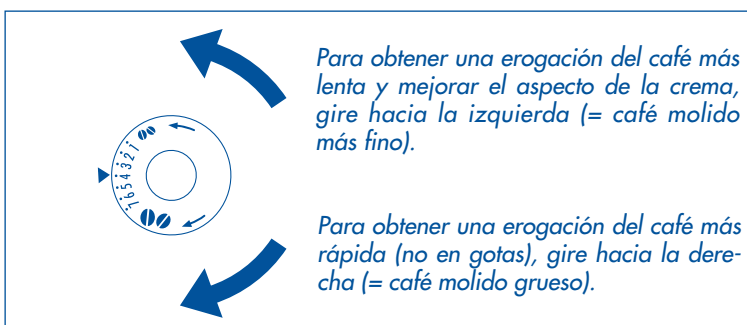 Para obtener una erogación del café más
lenta y mejorar el aspecto de la crema,
gire hacia la izquierda (= café molido
más fino).
7654321
Para obtener una erogación del café más
rápida (no en gotas), gire hacia la dere-
cha (= café molido grueso).